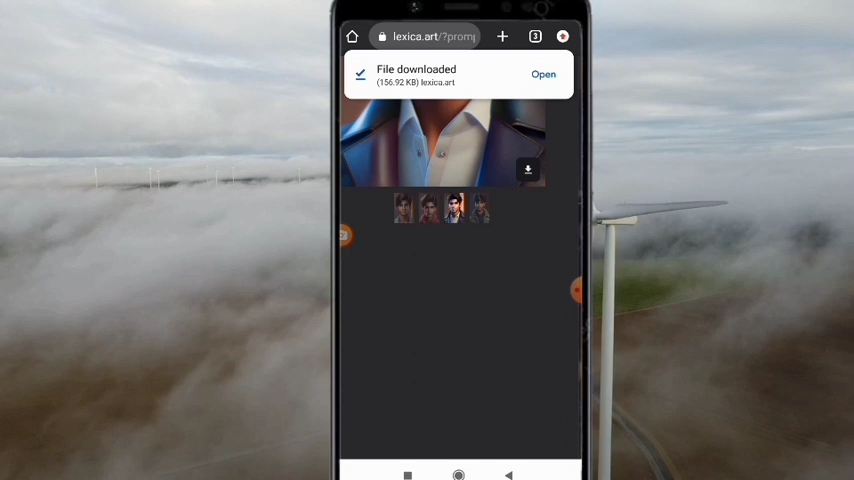 lexica.art/?promp
3
File downloaded
(156.92 KB) lexica.art
Open